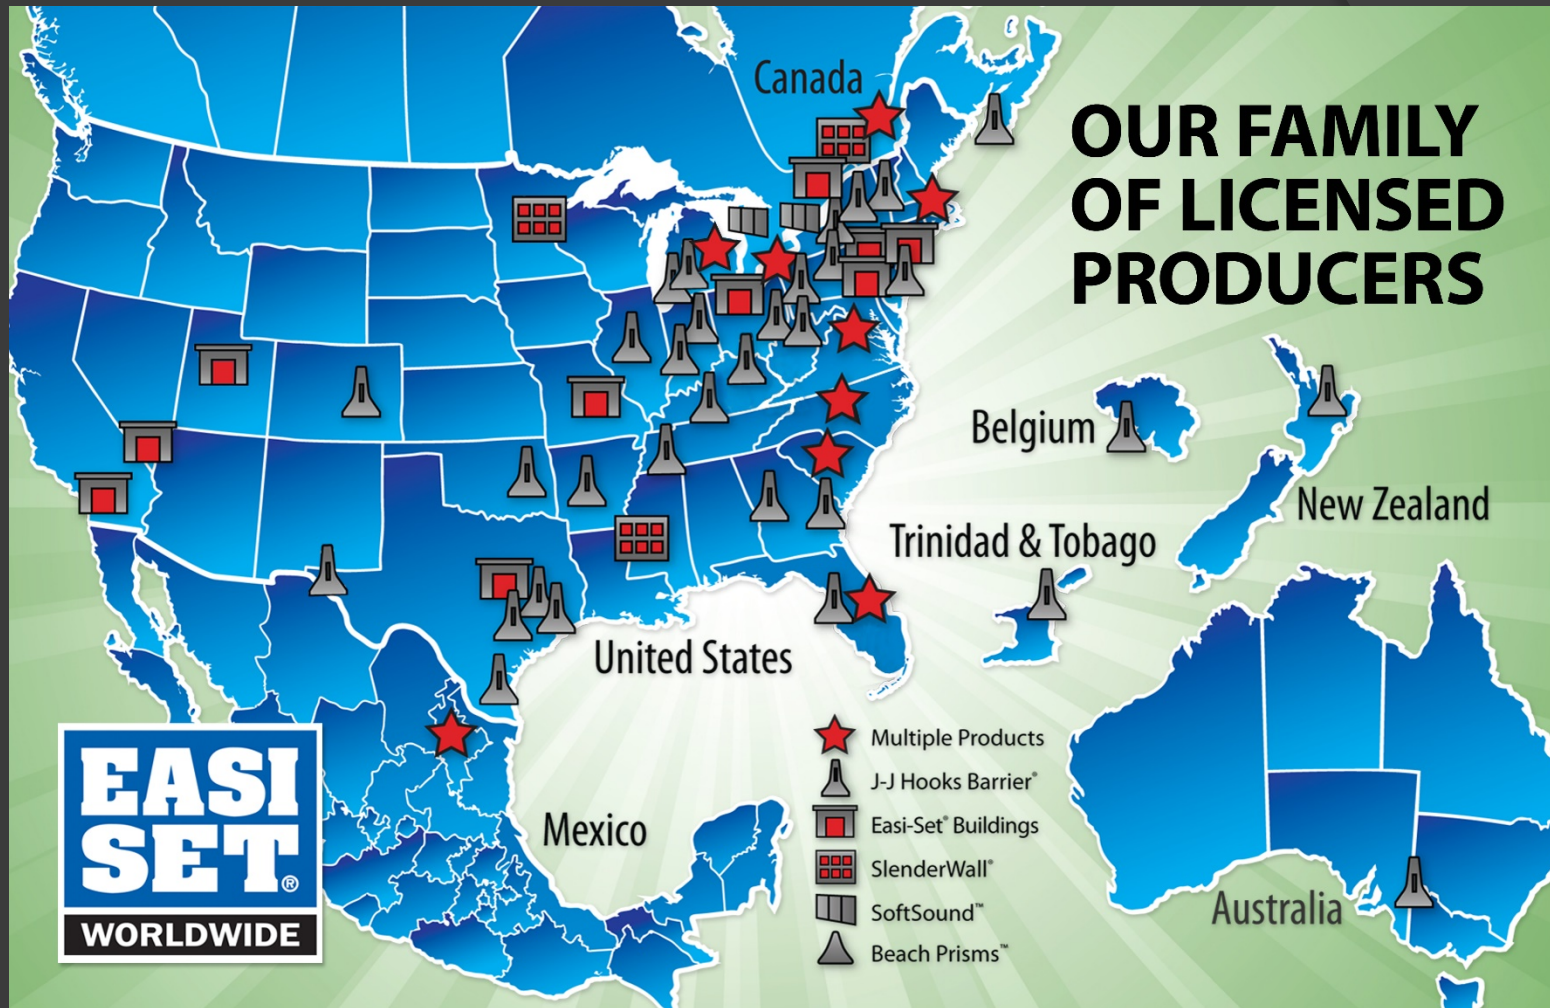 Canada
OUR FAMILY
OF LICENSED
PRODUCERS
Belgium
New Zealand
Trinidad & Tobago
United States
Multiple Products
J-J Hooks Barrier®
Easi-Set® Buildings
SlenderWall®
SoftSound™
Beach Prisms™
Mexico
Australia
EASI
SET®
WORLDWIDE